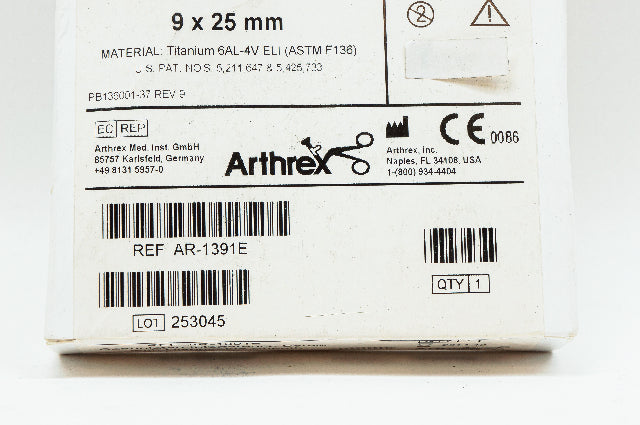 9 x 25 mm
MATERIAL: Titanium 6AL-4V ELI (ASTM F136)
U.S. PAT. NO'S. 5,211,647 & 5,425,733
PB135001-37 REV 9
EC REP
Arthrex Med. Inst. GmbH
85757 Karlsfeld, Germany
+49 8131 5957-0
Arthrex
Arthrex, Inc.
Naples, FL 34108, USA
1-(800) 934-4404
CE 0086
REF AR-1391E
QTY 1
LOT 253045